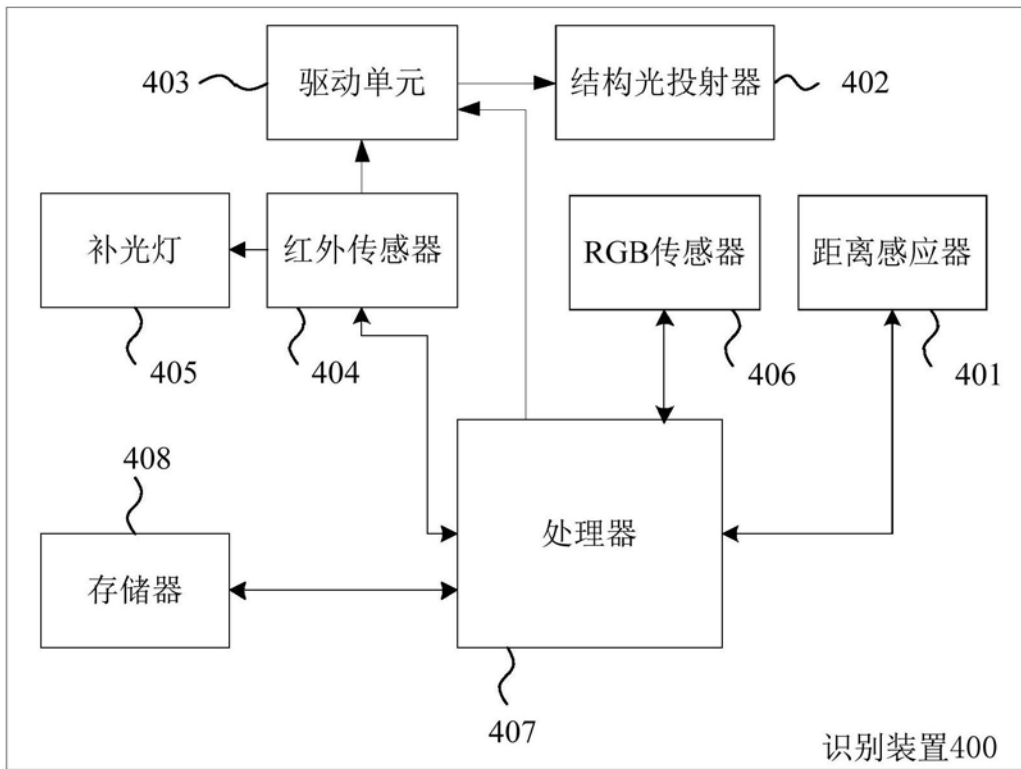 403
驱动单元
结构光投射器
402
补光灯
红外传感器
RGB传感器
距离感应器
405
404
406
401
408
存储器
处理器
407
识别装置400